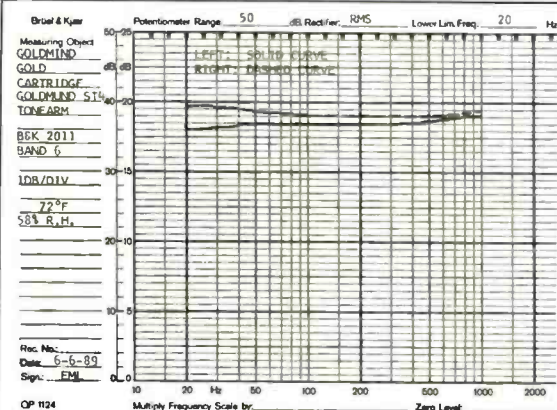 Brüel & Kjær
Potentiometer Range: 50 dB Rectifier: RMS Lower Lim. Freq.: 20 Hz
Measuring Object:
GOLDMIND
GOLD
CARTRIDGE
GOLDMUND ST4
TONEARM
B&K 2011
BAND 6
1DB/DIV
72°F
58% R.H.
Rec. No.:
Date: 6-6-89
Sign.: EML
QP 1124
LEFT: SOLID CURVE
RIGHT: DASHED CURVE
50 25
dB dB
40 20
30 15
20 10
10 5
0 0
10 20 Hz 50 100 200 500 1000 2000
Multiply Frequency Scale by: Zero Level: